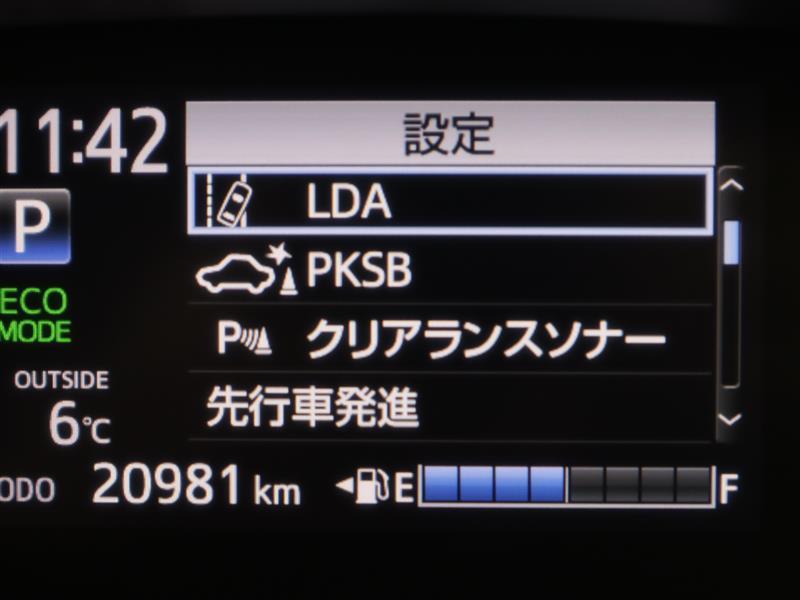 11:42
設定
LDA
P
PKSB
ECO
MODE
P クリアランスソナー
OUTSIDE
6℃
先行車発進
ODO 20981 km
E F